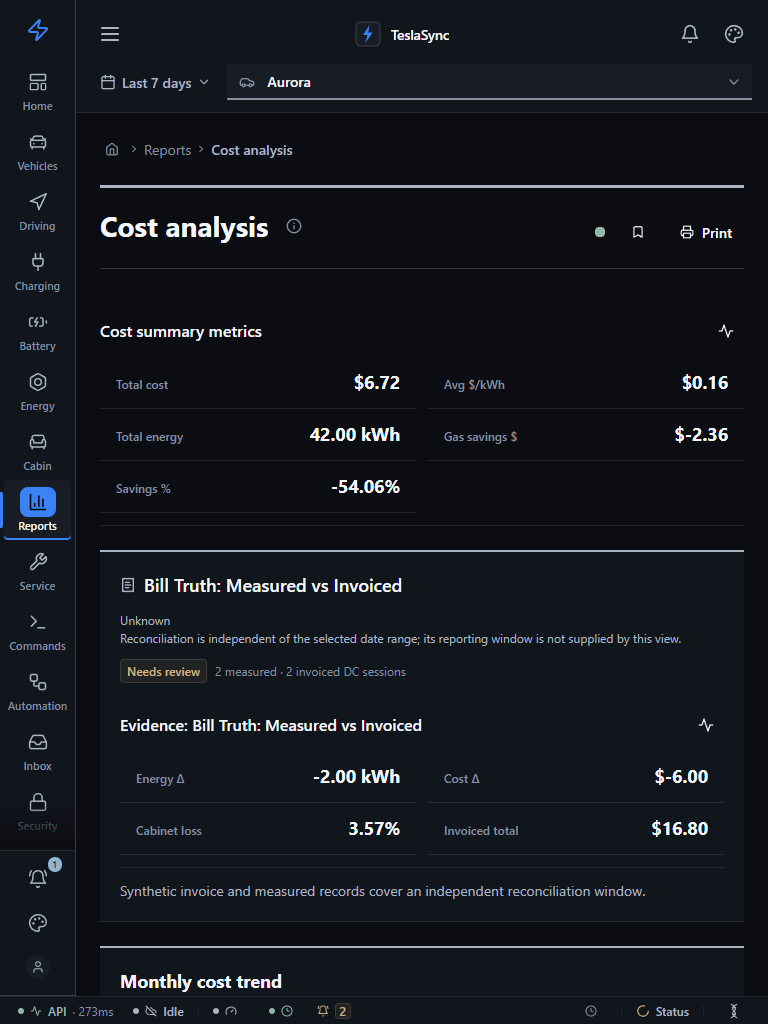 TeslaSync
Last 7 days
Aurora
Home
Vehicles
Driving
Charging
Battery
Energy
Cabin
Reports
Service
Commands
Automation
Inbox
Security
1
Reports
Cost analysis
Cost analysis
Print
Cost summary metrics
Total cost $6.72
Avg $/kWh $0.16
Total energy 42.00 kWh
Gas savings $ $-2.36
Savings % -54.06%
Bill Truth: Measured vs Invoiced
Unknown
Reconciliation is independent of the selected date range; its reporting window is not supplied by this view.
Needs review 2 measured · 2 invoiced DC sessions
Evidence: Bill Truth: Measured vs Invoiced
Energy Δ -2.00 kWh
Cost Δ $-6.00
Cabinet loss 3.57%
Invoiced total $16.80
Synthetic invoice and measured records cover an independent reconciliation window.
Monthly cost trend
API · 273ms
Idle
2
Status